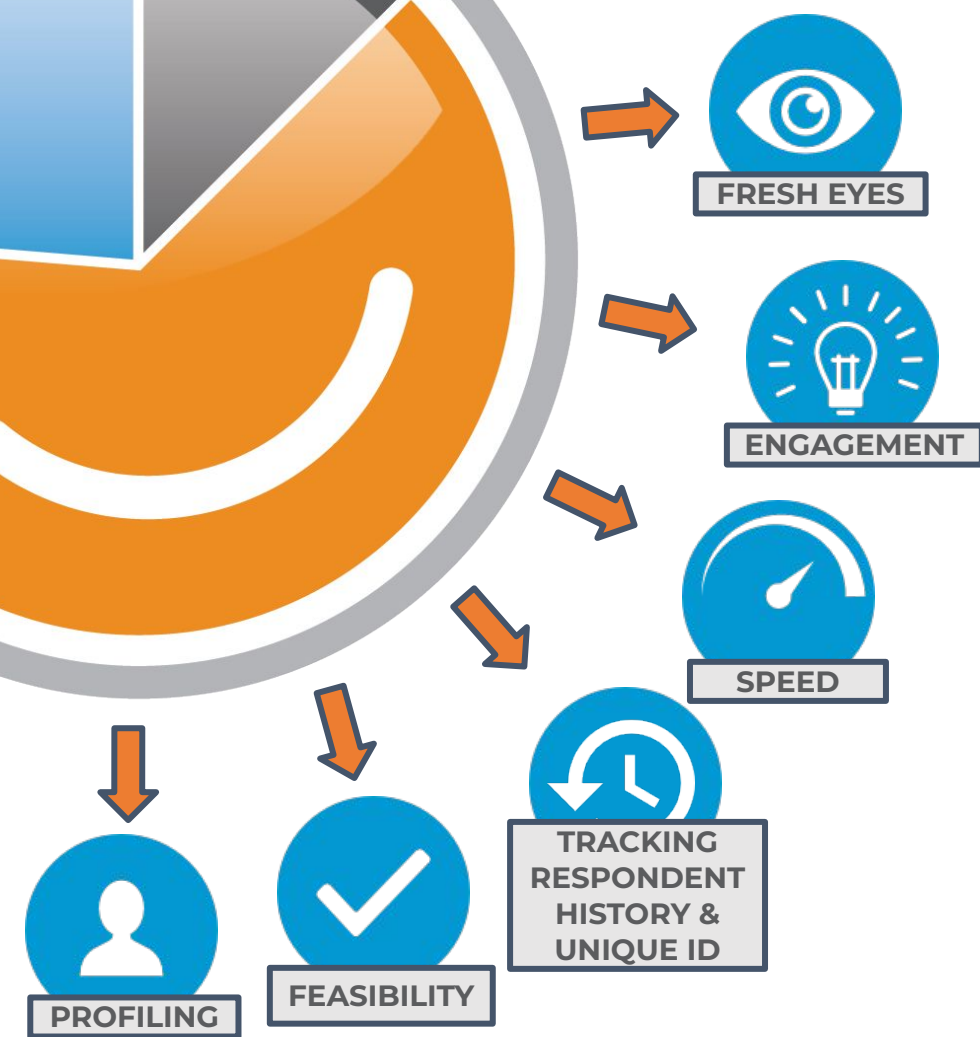 FRESH EYES
ENGAGEMENT
SPEED
TRACKING
RESPONDENT
HISTORY &
UNIQUE ID
FEASIBILITY
PROFILING